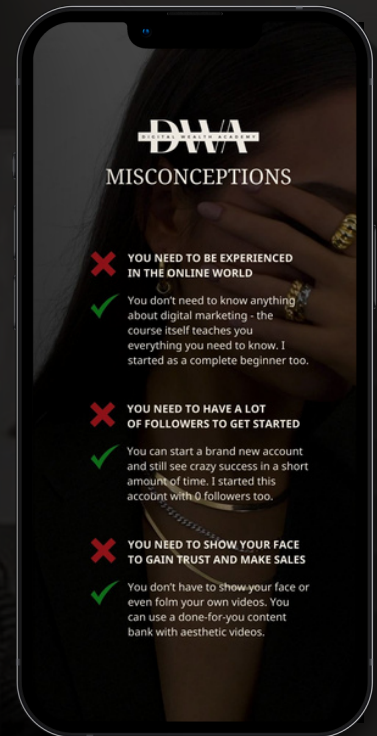 DWA
DIGITAL WEALTH ACADEMY
MISCONCEPTIONS
YOU NEED TO BE EXPERIENCED
IN THE ONLINE WORLD
You don't need to know anything
about digital marketing - the
course itself teaches you
everything you need to know. I
started as a complete beginner too.
YOU NEED TO HAVE A LOT
OF FOLLOWERS TO GET STARTED
You can start a brand new account
and still see crazy success in a short
amount of time. I started this
account with 0 followers too.
YOU NEED TO SHOW YOUR FACE
TO GAIN TRUST AND MAKE SALES
You don't have to show your face or
even folm your own videos. You
can use a done-for-you content
bank with aesthetic videos.